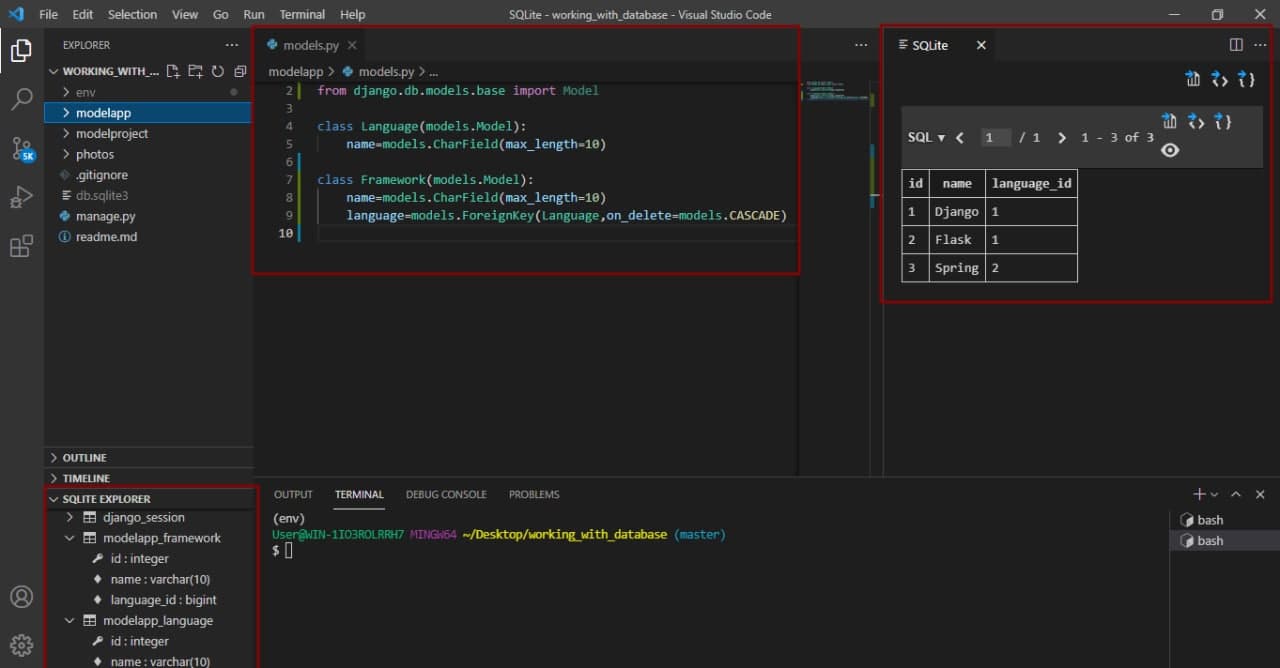 File Edit Selection View Go Run Terminal Help SQLite - working_with_database - Visual Studio Code
EXPLORER
WORKING_WITH_...
env
modelapp
modelproject
photos
.gitignore
db.sqlite3
manage.py
readme.md
5K
OUTLINE
TIMELINE
SQLITE EXPLORER
django_session
modelapp_framework
id : integer
name : varchar(10)
language_id : bigint
modelapp_language
id : integer
name : varchar(10)
models.py
modelapp > models.py > ...
2 from django.db.models.base import Model
3
4 class Language(models.Model):
5 name=models.CharField(max_length=10)
6
7 class Framework(models.Model):
8 name=models.CharField(max_length=10)
9 language=models.ForeignKey(Language,on_delete=models.CASCADE)
10
SQLite
SQL ▾ < 1 / 1 > 1 - 3 of 3
id name language_id
1 Django 1
2 Flask 1
3 Spring 2
OUTPUT TERMINAL DEBUG CONSOLE PROBLEMS
(env)
User@WIN-1IO3ROLRRH7 MINGW64 ~/Desktop/working_with_database (master)
$
bash
bash